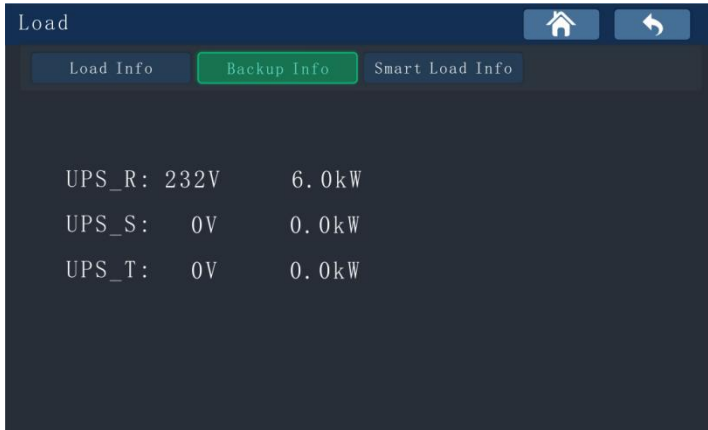 Load
Load Info Backup Info Smart Load Info
UPS_R: 232V 6.0kW
UPS_S: 0V 0.0kW
UPS_T: 0V 0.0kW